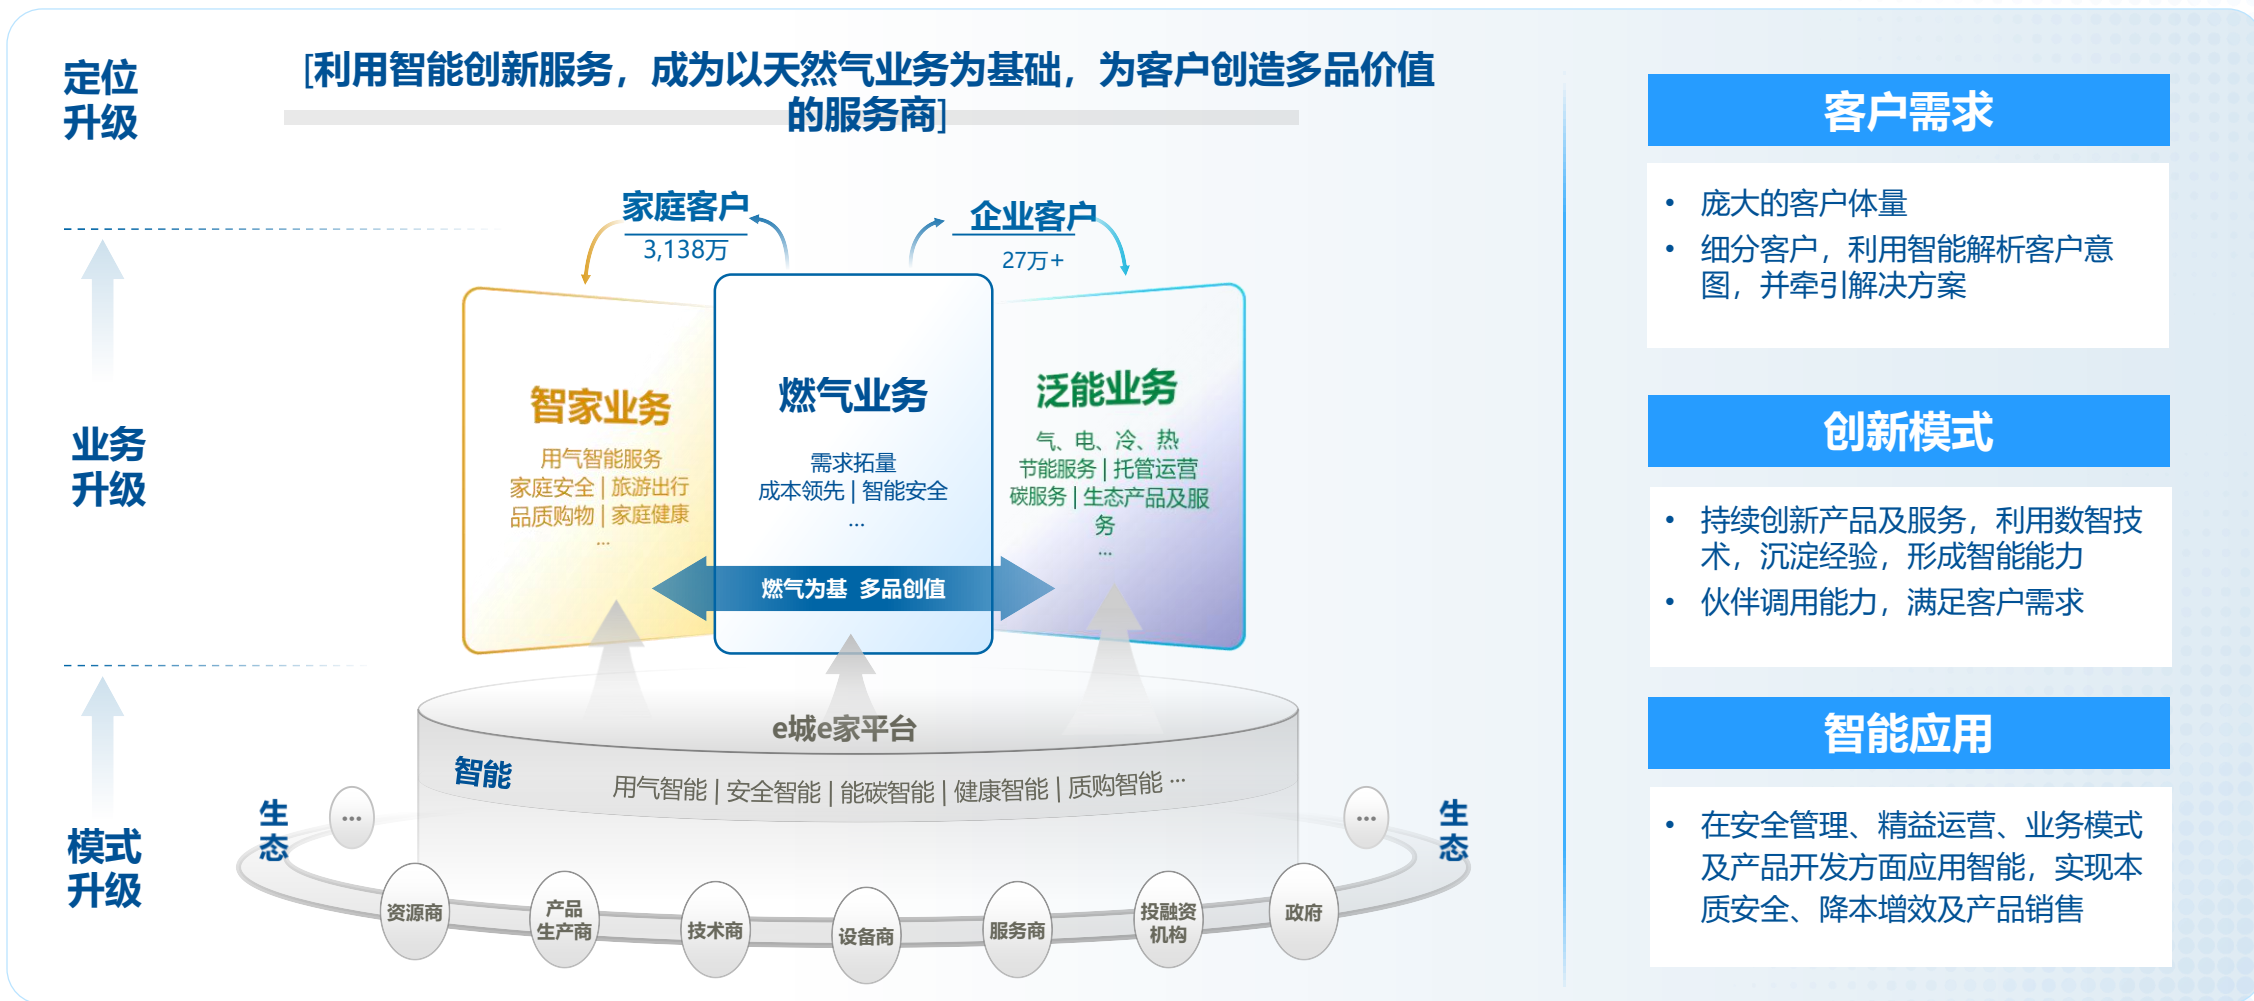 定位
升级
[利用智能创新服务，成为以天然气业务为基础，为客户创造多品价值
的服务商]
家庭客户
3,138万
企业客户
27万+
业务
升级
智家业务
用气智能服务
家庭安全 | 旅游出行
品质购物 | 家庭健康
...
燃气业务
需求拓量
成本领先 | 智能安全
...
泛能业务
气、电、冷、热
节能服务 | 托管运营
碳服务 | 生态产品及服
务
...
燃气为基 多品创值
模式
升级
e城e家平台
智能
用气智能 | 安全智能 | 能碳智能 | 健康智能 | 质购智能 ...
生
态
...
资源商
产品
生产商
技术商
设备商
服务商
投融资
机构
政府
...
生
态
客户需求
• 庞大的客户体量
• 细分客户，利用智能解析客户意
图，并牵引解决方案
创新模式
• 持续创新产品及服务，利用数智技
术，沉淀经验，形成智能能力
• 伙伴调用能力，满足客户需求
智能应用
• 在安全管理、精益运营、业务模式
及产品开发方面应用智能，实现本
质安全、降本增效及产品销售